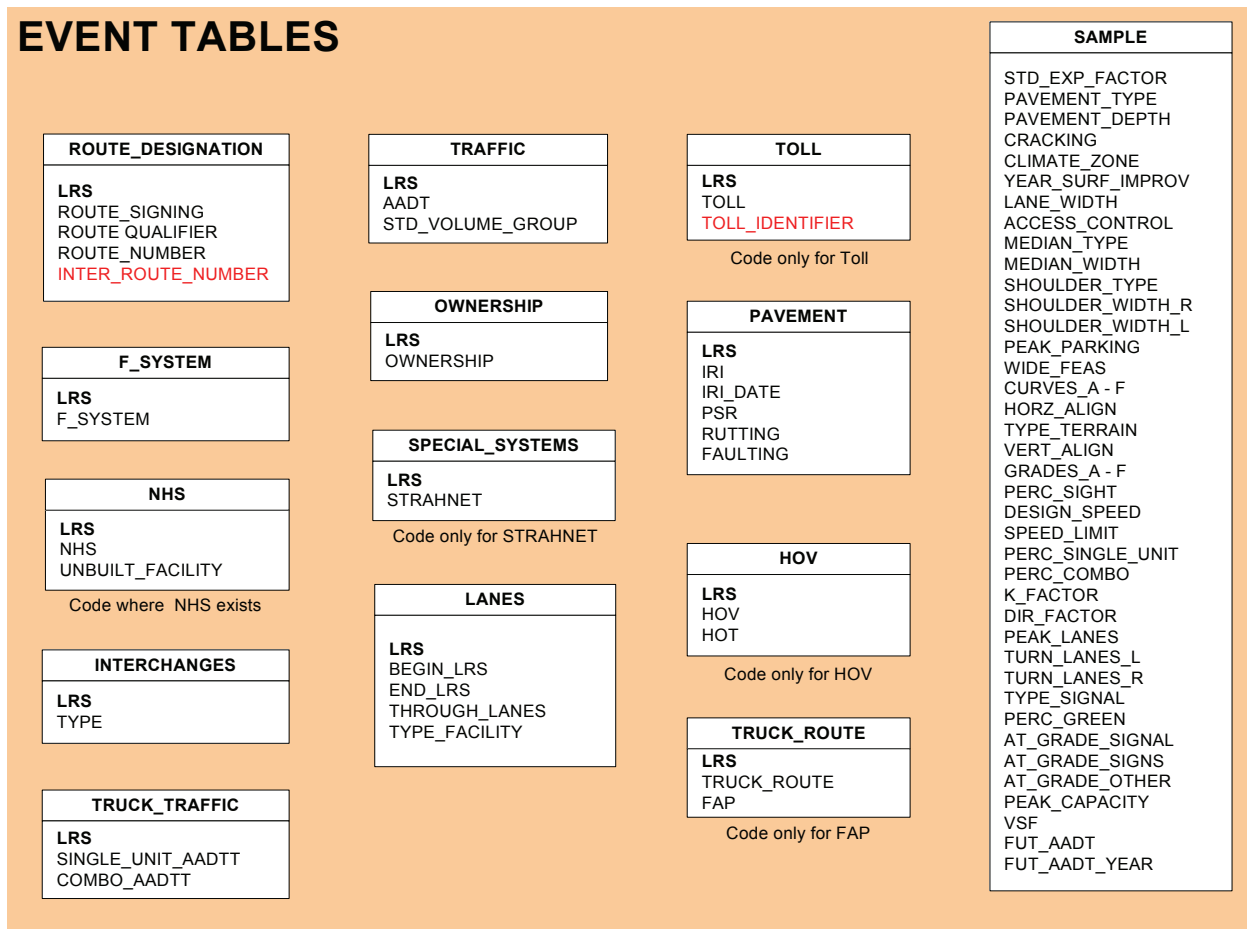 EVENT TABLES
ROUTE_DESIGNATION
LRS
ROUTE_SIGNING
ROUTE QUALIFIER
ROUTE_NUMBER
INTER_ROUTE_NUMBER
F_SYSTEM
LRS
F_SYSTEM
NHS
LRS
NHS
UNBUILT_FACILITY
Code where NHS exists
INTERCHANGES
LRS
TYPE
TRUCK_TRAFFIC
LRS
SINGLE_UNIT_AADTT
COMBO_AADTT
TRAFFIC
LRS
AADT
STD_VOLUME_GROUP
OWNERSHIP
LRS
OWNERSHIP
SPECIAL_SYSTEMS
LRS
STRAHNET
Code only for STRAHNET
LANES
LRS
BEGIN_LRS
END_LRS
THROUGH_LANES
TYPE_FACILITY
TOLL
LRS
TOLL
TOLL_IDENTIFIER
Code only for Toll
PAVEMENT
LRS
IRI
IRI_DATE
PSR
RUTTING
FAULTING
HOV
LRS
HOV
HOT
Code only for HOV
TRUCK_ROUTE
LRS
TRUCK_ROUTE
FAP
Code only for FAP
SAMPLE
STD_EXP_FACTOR
PAVEMENT_TYPE
PAVEMENT_DEPTH
CRACKING
CLIMATE_ZONE
YEAR_SURF_IMPROV
LANE_WIDTH
ACCESS_CONTROL
MEDIAN_TYPE
MEDIAN_WIDTH
SHOULDER_TYPE
SHOULDER_WIDTH_R
SHOULDER_WIDTH_L
PEAK_PARKING
WIDE_FEAS
CURVES_A - F
HORZ_ALIGN
TYPE_TERRAIN
VERT_ALIGN
GRADES_A - F
PERC_SIGHT
DESIGN_SPEED
SPEED_LIMIT
PERC_SINGLE_UNIT
PERC_COMBO
K_FACTOR
DIR_FACTOR
PEAK_LANES
TURN_LANES_L
TURN_LANES_R
TYPE_SIGNAL
PERC_GREEN
AT_GRADE_SIGNAL
AT_GRADE_SIGNS
AT_GRADE_OTHER
PEAK_CAPACITY
VSF
FUT_AADT
FUT_AADT_YEAR